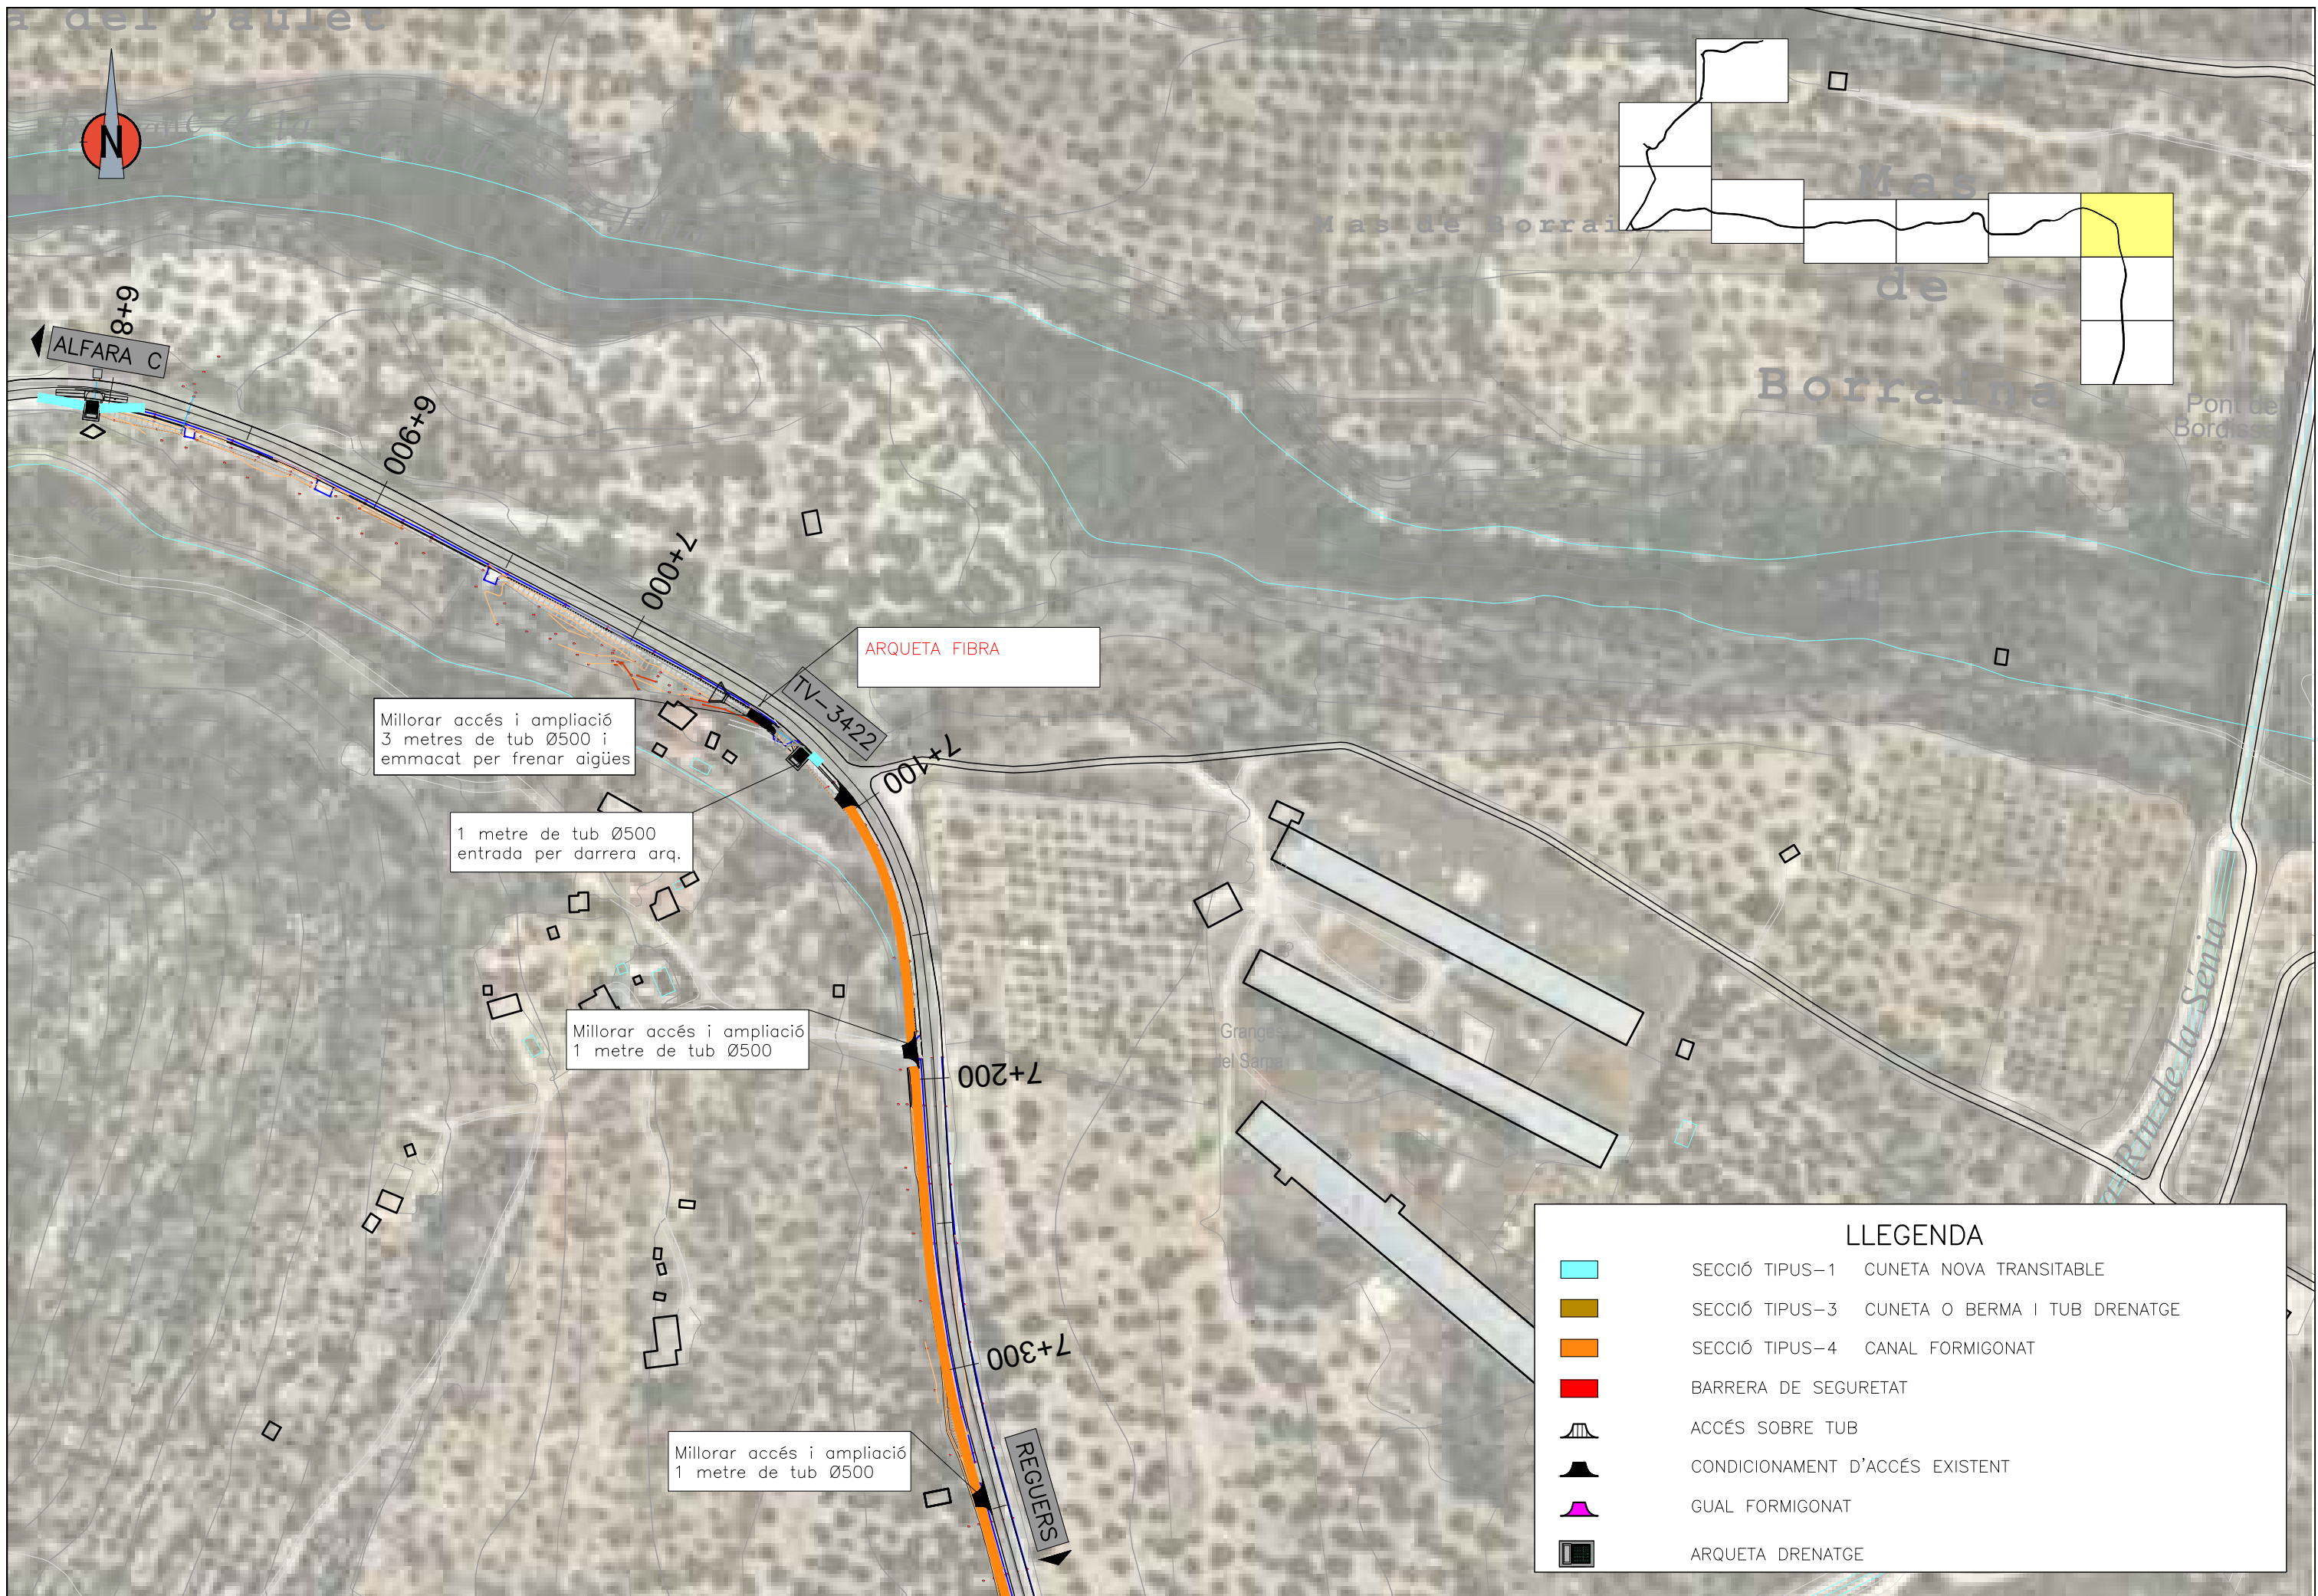 a del Paulet
N
Mas de
Mas
de
Borralna
Pont de
ALFARA C
6+8
6+900
7+000
ARQUETA FIBRA
TV-3422
Millorar accés i ampliació
3 metres de tub Ø500 i
emmacat per frenar aigües
7+100
1 metre de tub Ø500
entrada per darrera arq.
Riu de la Sénia
Millorar accés i ampliació
1 metre de tub Ø500
7+200
7+300
Millorar accés i ampliació
1 metre de tub Ø500
REGUERS
LLEGENDA
SECCIÓ TIPUS-1 CUNETA NOVA TRANSITABLE
SECCIÓ TIPUS-3 CUNETA O BERMA I TUB DRENATGE
SECCIÓ TIPUS-4 CANAL FORMIGONAT
BARRERA DE SEGURETAT
ACCÉS SOBRE TUB
CONDICIONAMENT D'ACCÉS EXISTENT
GUAL FORMIGONAT
ARQUETA DRENATGE